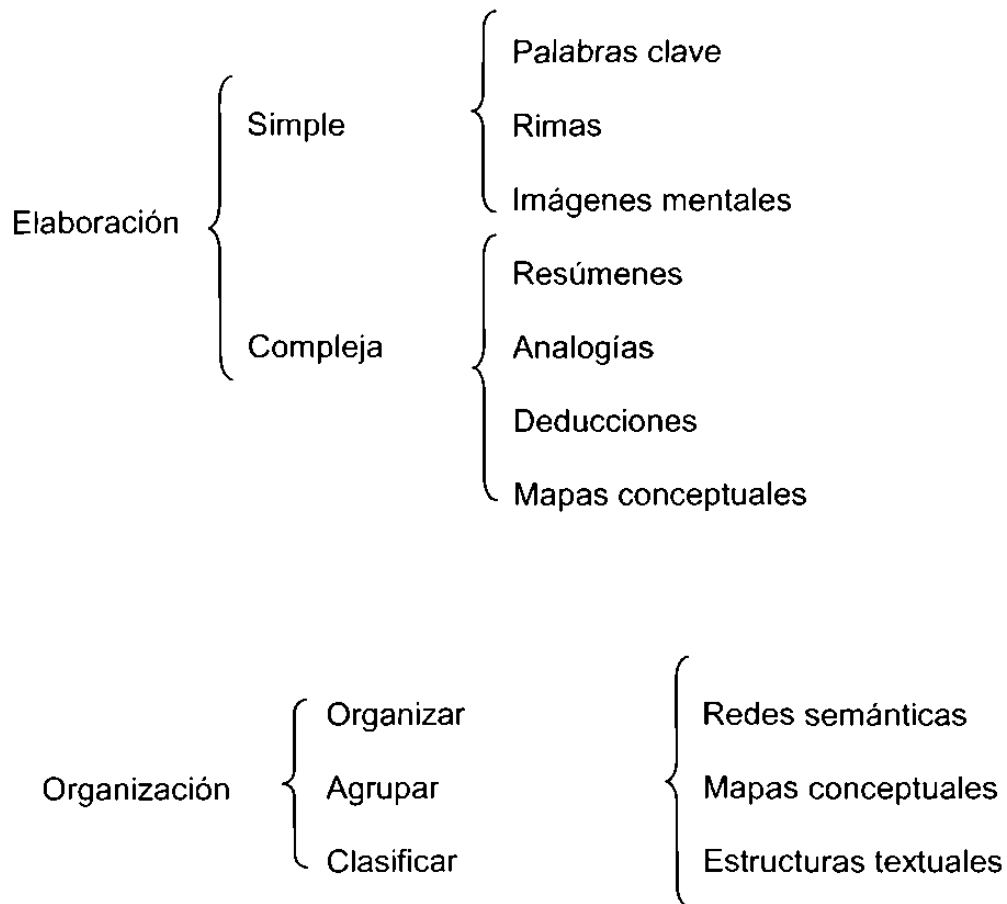 Palabras clave
Simple
Rimas
Imágenes mentales
Elaboración
Resúmenes
Compleja
Analogías
Deducciones
Mapas conceptuales
Organizar
Redes semánticas
Organización
Agrupar
Mapas conceptuales
Clasificar
Estructuras textuales